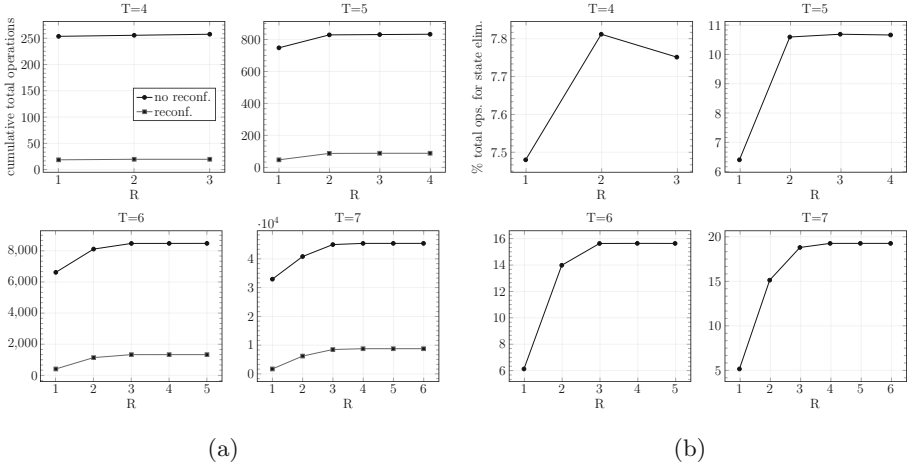 T=4
cumulative total operations
250
200
150
100
50
0
no reconf.
reconf.
1 2 3
R
T=5
800
600
400
200
0
1 2 3 4
R
T=6
8,000
6,000
4,000
2,000
0
1 2 3 4 5
R
T=7
·10^4
4
3
2
1
0
1 2 3 4 5 6
R
(a)
T=4
% total ops. for state elim.
7.8
7.7
7.6
7.5
1 2 3
R
T=5
11
10
9
8
7
6
1 2 3 4
R
T=6
16
14
12
10
8
6
1 2 3 4 5
R
T=7
20
15
10
5
1 2 3 4 5 6
R
(b)